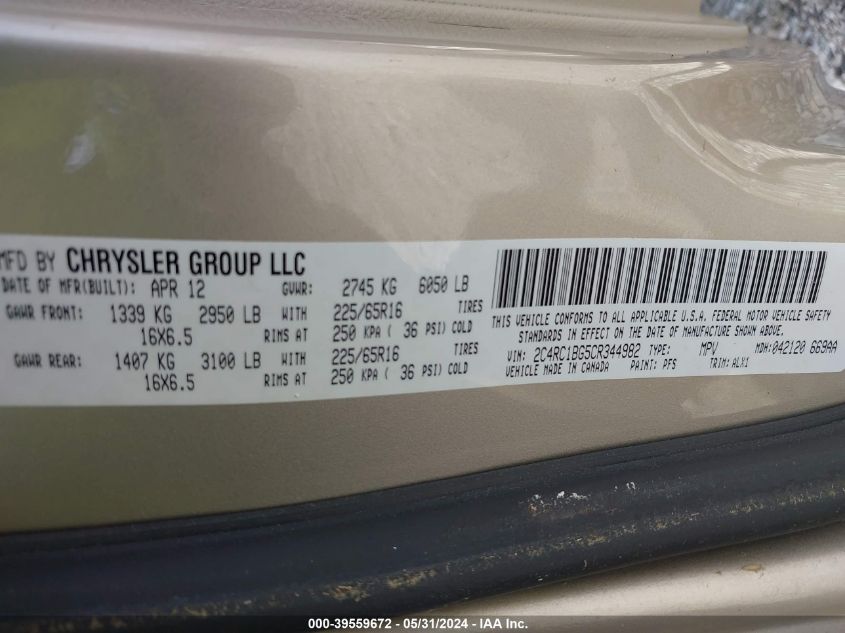 MFD BY CHRYSLER GROUP LLC
DATE OF MFR(BUILT): APR 12 GVWR: 2745 KG 6050 LB
GAWR FRONT: 1339 KG 2950 LB WITH 225/65R16 TIRES
16X6.5 RIMS AT 250 KPA ( 36 PSI) COLD
GAWR REAR: 1407 KG 3100 LB WITH 225/65R16 TIRES
16X6.5 RIMS AT 250 KPA ( 36 PSI) COLD
THIS VEHICLE CONFORMS TO ALL APPLICABLE U.S.A. FEDERAL MOTOR VEHICLE SAFETY
STANDARDS IN EFFECT ON THE DATE OF MANUFACTURE SHOWN ABOVE.
VIN: 2C4RC1BG5CR344982 TYPE: MPV MDH:042120 669AA
VEHICLE MADE IN CANADA PAINT: PFS TRIM: ALX1
000-39559672 - 05/31/2024 - IAA Inc.